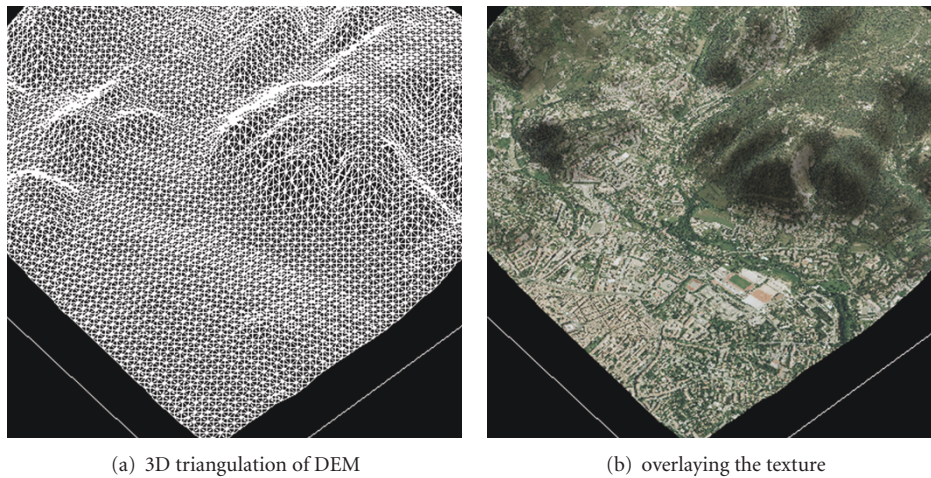 (a) 3D triangulation of DEM
(b) overlaying the texture